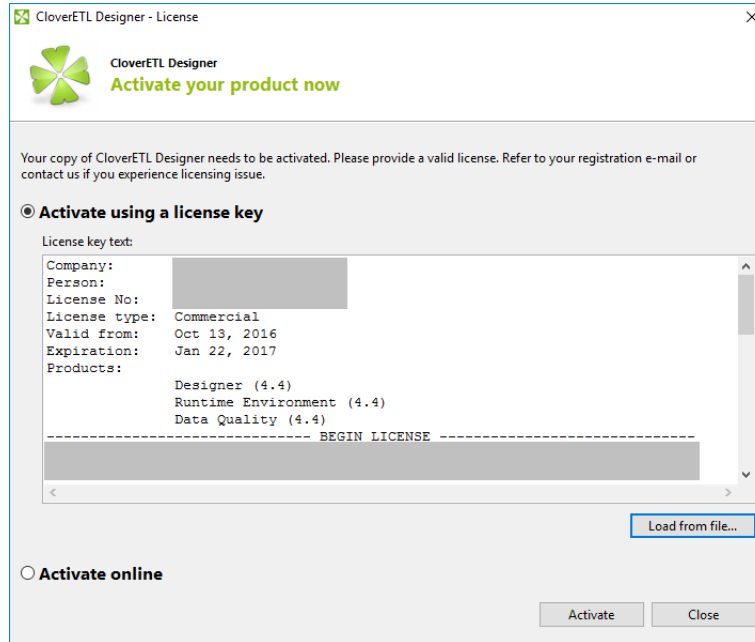 CloverETL Designer - License
CloverETL Designer
Activate your product now
Your copy of CloverETL Designer needs to be activated. Please provide a valid license. Refer to your registration e-mail or
contact us if you experience licensing issue.
Activate using a license key
License key text:
Company:
Person:
License No:
License type: Commercial
Valid from: Oct 13, 2016
Expiration: Jan 22, 2017
Products:
Designer (4.4)
Runtime Environment (4.4)
Data Quality (4.4)
------------------------------- BEGIN LICENSE ------------------------------
Load from file...
Activate online
Activate Close